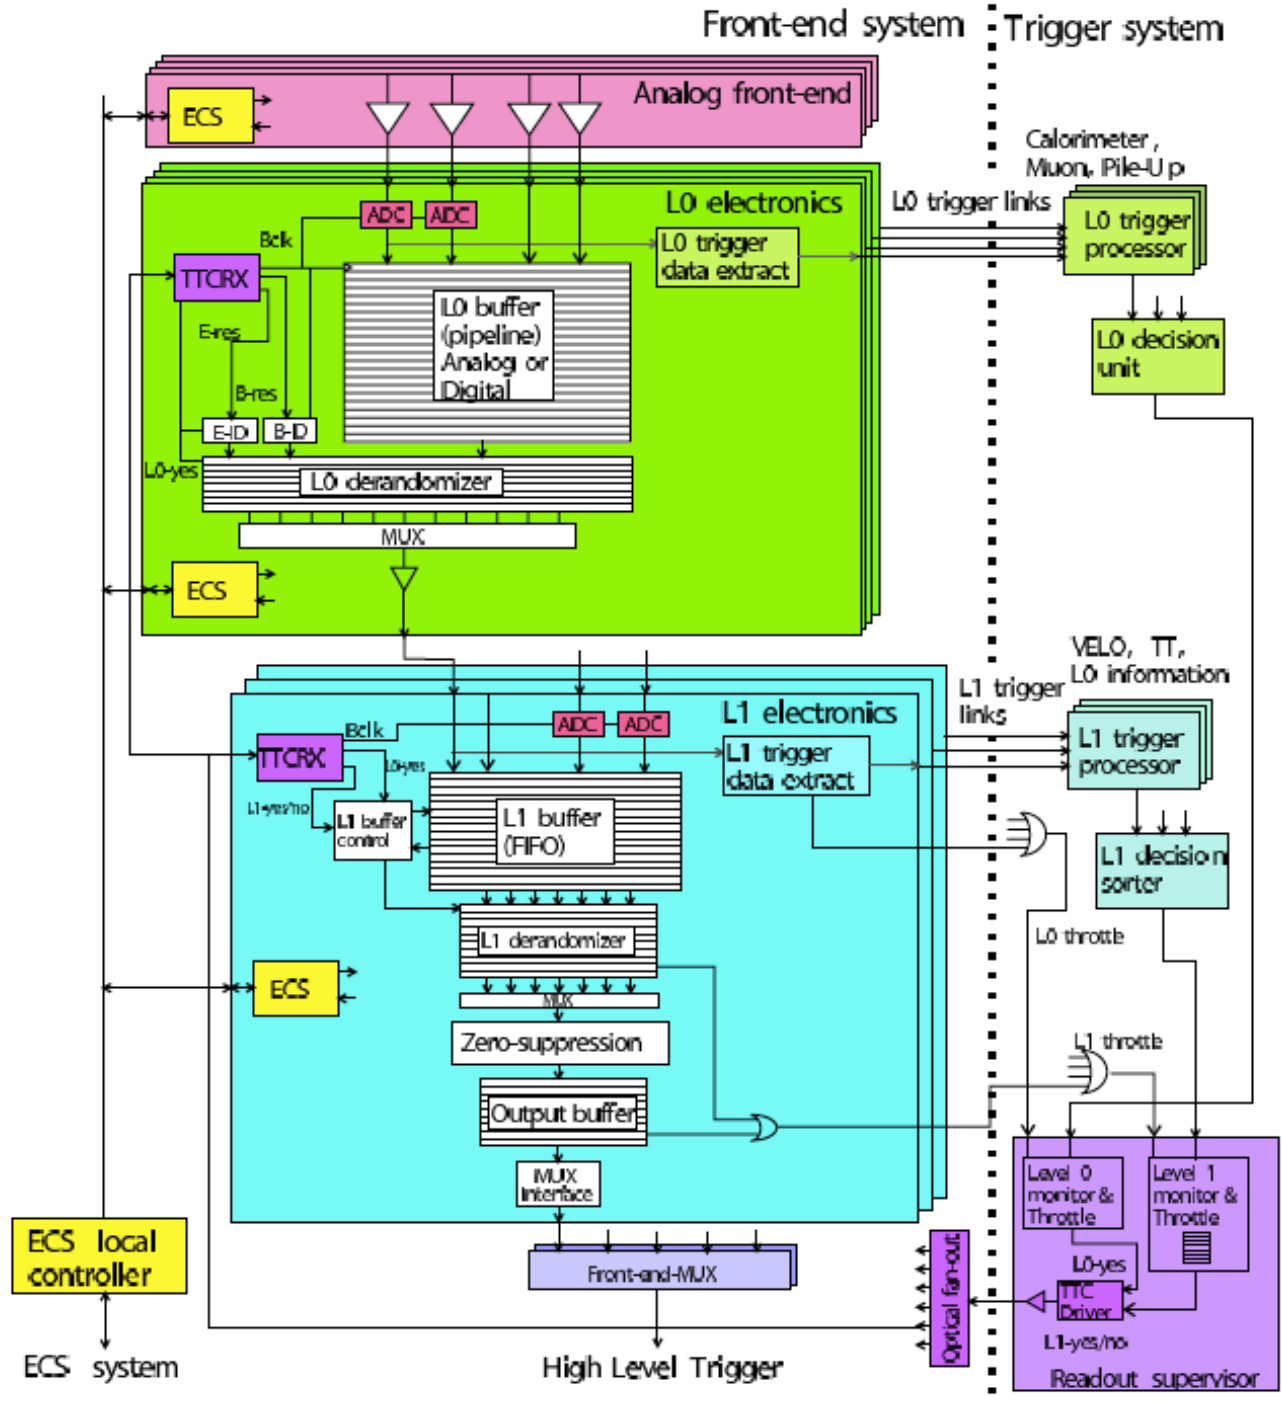 Front-end system
Trigger system
Analog front-end
ECS
Calorimeter,
Muon, Pile-Up
L0 electronics
L0 trigger links
ADC
ADC
L0 trigger
processor
Bclk
L0 trigger
data extract
TTCRX
L0 buffer
(pipeline)
Analog or
Digital
E-res
L0 decision
unit
B-res
E-ID
B-ID
L0-yes
L0 derandomizer
MUX
ECS
VELO, TT,
L0 information
L1 trigger
links
L1 electronics
Bclk
ADC
ADC
L1 trigger
processor
TTCRX
L0-yes
L1 trigger
data extract
L1-yes/no
L1 buffer
control
L1 buffer
(FIFO)
L1 decision
sorter
L1 derandomizer
L0 throttle
ECS
MUX
Zero-suppression
L1 throttle
Output buffer
MUX
Interface
Level 0
monitor &
Throttle
Level 1
monitor &
Throttle
ECS local
controller
Front-end-MUX
Optical fan-out
L0-yes
TTC
Driver
L1-yes/no
ECS system
High Level Trigger
Readout supervisor